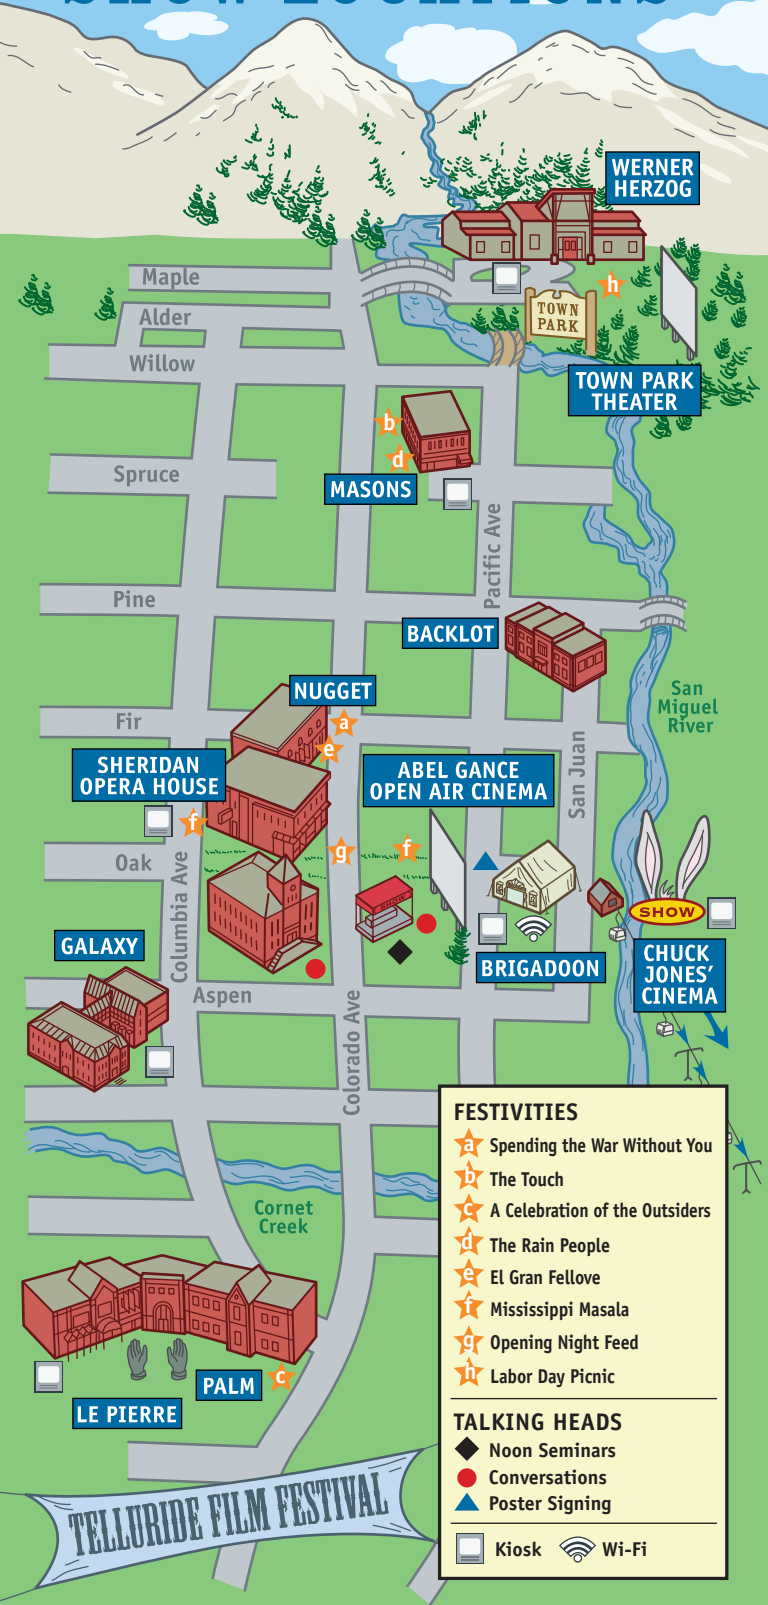 SHOW LOCATIONS
WERNER
HERZOG
Maple
h
TOWN
PARK
Alder
Willow
TOWN PARK
THEATER
b
d
Spruce
MASONS
Pacific Ave
Pine
BACKLOT
NUGGET
San
Miguel
River
Fir
a
e
SHERIDAN
OPERA HOUSE
ABEL GANCE
OPEN AIR CINEMA
San Juan
f
g
f
Oak
Columbia Ave
SHOW
SHOW
GALAXY
BRIGADOON
CHUCK
JONES’
CINEMA
Aspen
Colorado Ave
Cornet
Creek
PALM
c
LE PIERRE
TELLURIDE FILM FESTIVAL
FESTIVITIES
a Spending the War Without You
b The Touch
c A Celebration of the Outsiders
d The Rain People
e El Gran Fellove
f Mississippi Masala
g Opening Night Feed
h Labor Day Picnic
TALKING HEADS
Noon Seminars
Conversations
Poster Signing
Kiosk Wi-Fi